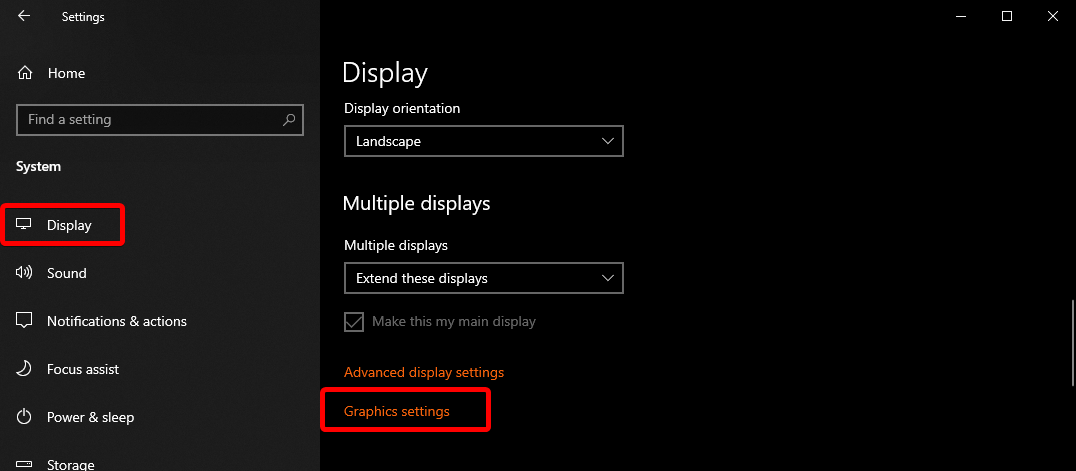 Settings
Home
Find a setting
System
Display
Sound
Notifications & actions
Focus assist
Power & sleep
Storage
Display
Display orientation
Landscape
Multiple displays
Multiple displays
Extend these displays
Make this my main display
Advanced display settings
Graphics settings